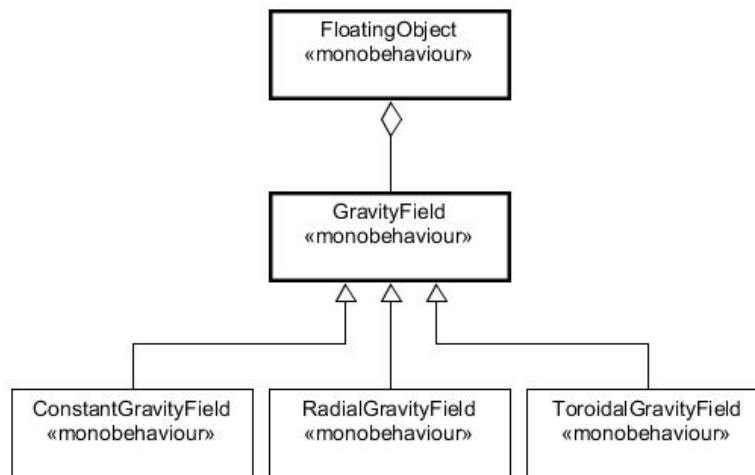 FloatingObject
«monobehaviour»
GravityField
«monobehaviour»
ConstantGravityField
«monobehaviour»
RadialGravityField
«monobehaviour»
ToroidalGravityField
«monobehaviour»